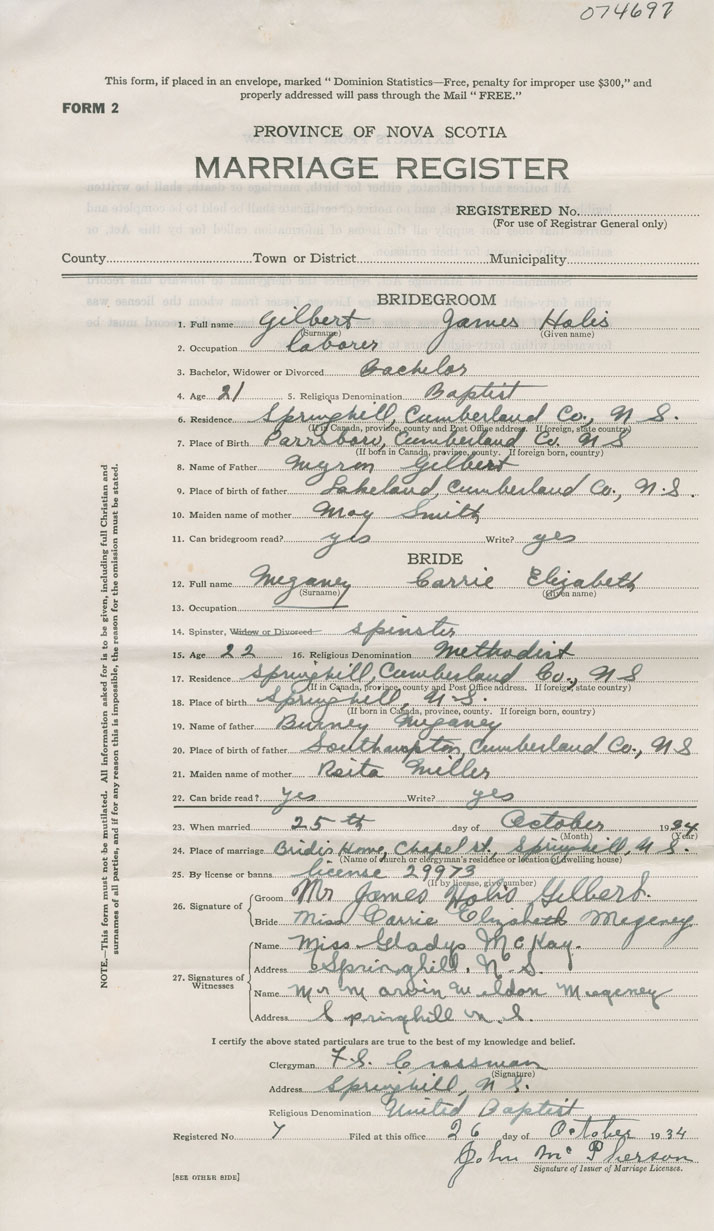 074697
This form, if placed in an envelope, marked “ Dominion Statistics—Free, penalty for improper use $300,” and
properly addressed will pass through the Mail “ FREE.”
FORM 2
PROVINCE OF NOVA SCOTIA
MARRIAGE REGISTER
REGISTERED No.
(For use of Registrar General only)
County Town or District Municipality
BRIDEGROOM
1. Full name Gilbert James Holis
(Surname) (Given name)
2. Occupation laborer
3. Bachelor, Widower or Divorced Bachelor
4. Age 21 5. Religious Denomination Baptist
6. Residence Springhill, Cumberland Co., N S.
(If in Canada, province, county and Post Office address. If foreign, state country)
7. Place of Birth Parrsboro, Cumberland Co. N S
(If born in Canada, province, county. If foreign born, country)
8. Name of Father Myron Gilbert
9. Place of birth of father Lakeland, Cumberland Co., N.S.
10. Maiden name of mother May Smith
11. Can bridegroom read? yes Write? yes
BRIDE
12. Full name Megeney Carrie Elizabeth
(Surname) (Given name)
13. Occupation
14. Spinster, Widow or Divorced spinster
15. Age 22 16. Religious Denomination Methodist
17. Residence Springhill, Cumberland Co., N S
(If in Canada, province, county and Post Office address. If foreign, state country)
18. Place of birth Springhill, N.S.
(If born in Canada, province, county. If foreign born, country)
19. Name of father Burney Megeney
20. Place of birth of father Southampton, Cumberland Co., N S
21. Maiden name of mother Reita Miller
22. Can bride read? yes Write? yes
23. When married 25 th day of October 1934
(Month) (Year)
24. Place of marriage Brides Home, Chapel st, Springhill, N S.
(Name of church or clergyman's residence or location of dwelling house)
25. By license or banns license 29973
(If by license, give number)
26. Signature of Groom Mr James Holis Gilbert.
Bride Miss Carrie Elizabeth Megeney
27. Signatures of Witnesses Name Miss Gladys McKay.
Address Springhill. N. S.
Name Mr Marvin Weldon Megeney
Address Springhill N. S.
I certify the above stated particulars are true to the best of my knowledge and belief.
Clergyman F. S. Crossman
(Signature)
Address Springhill, N S.
Religious Denomination United Baptist
Registered No. 7 Filed at this office 26 day of October 1934
John McPherson
Signature of Issuer of Marriage Licenses.
[SEE OTHER SIDE]
NOTE.—This form must not be mutilated. All information asked for is to be given, including full Christian and
surnames of all parties, and if for any reason this is impossible, the reason for the omission must be stated.